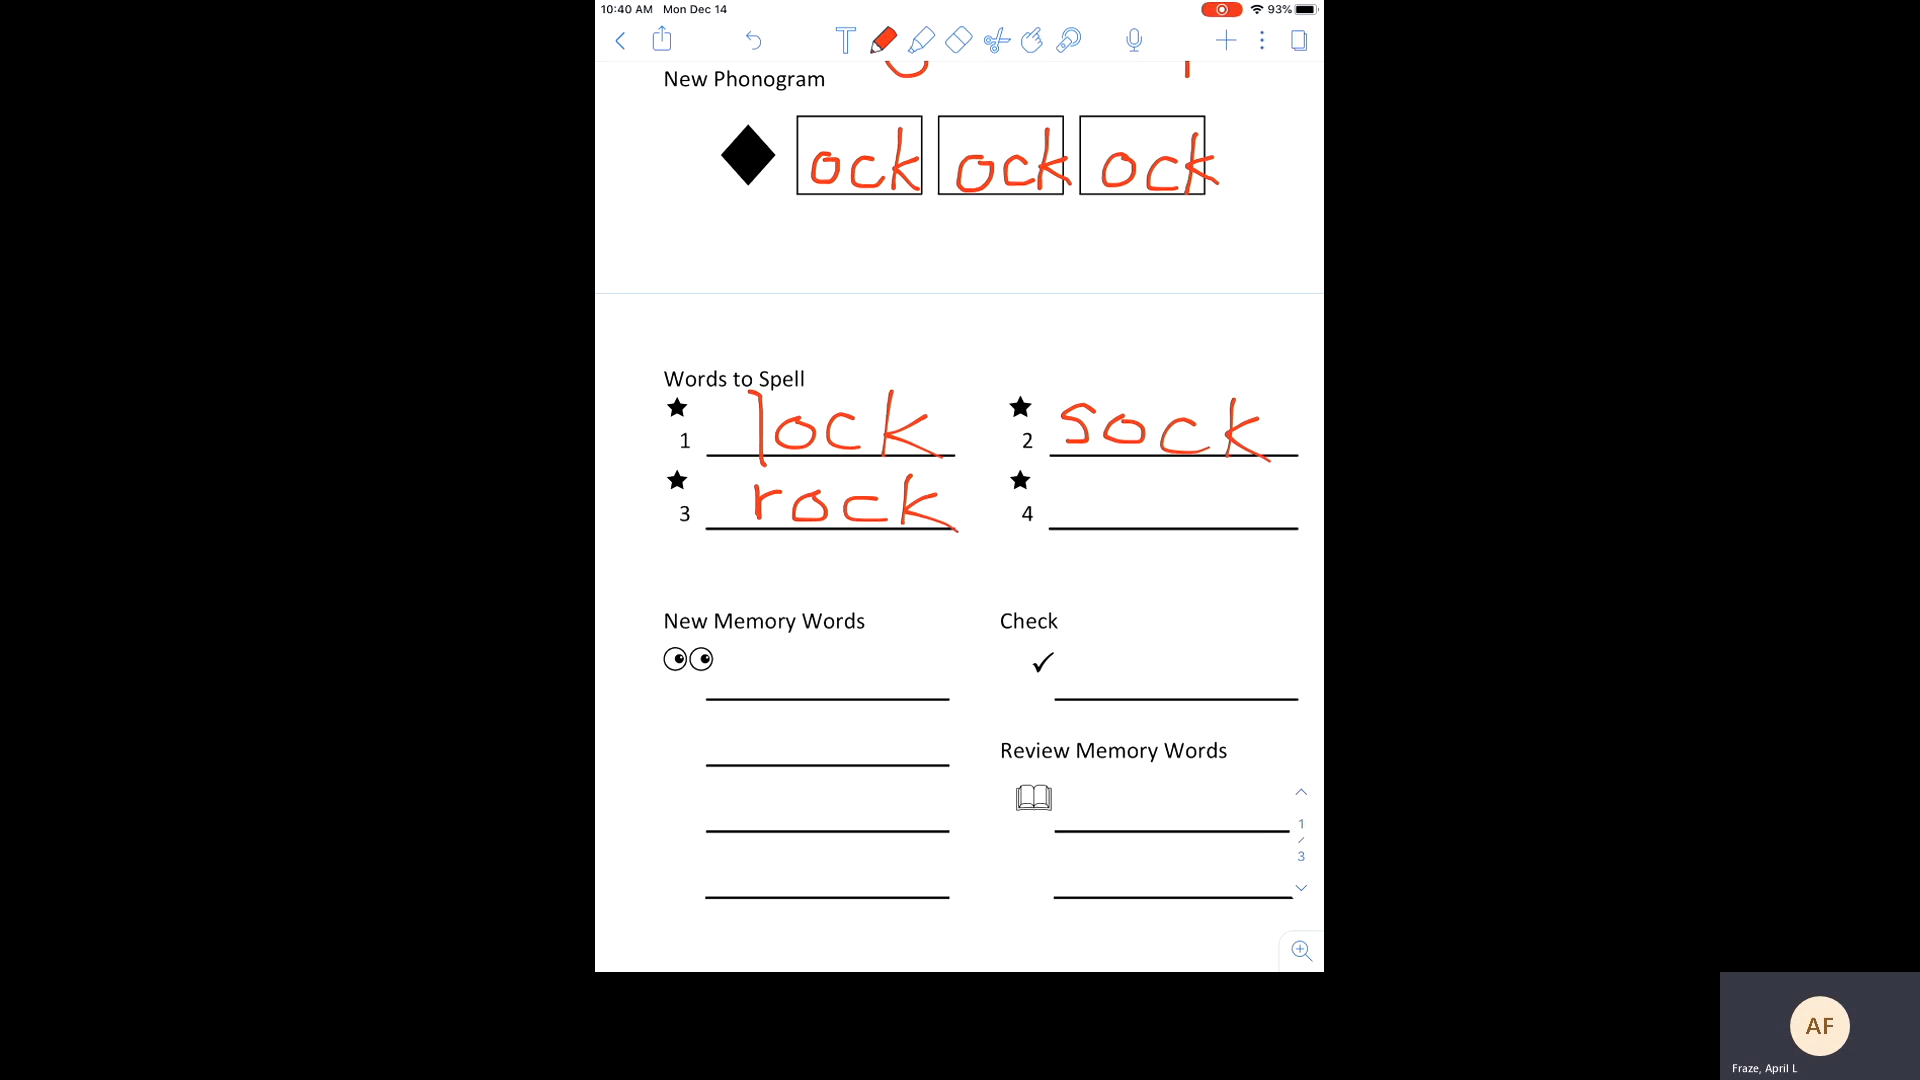 10:40 AM Mon Dec 14 93%
T
New Phonogram
ock ock ock
Words to Spell
1 lock 2 sock
3 rock 4
New Memory Words Check
Review Memory Words
1
/
3
AF
Fraze, April L